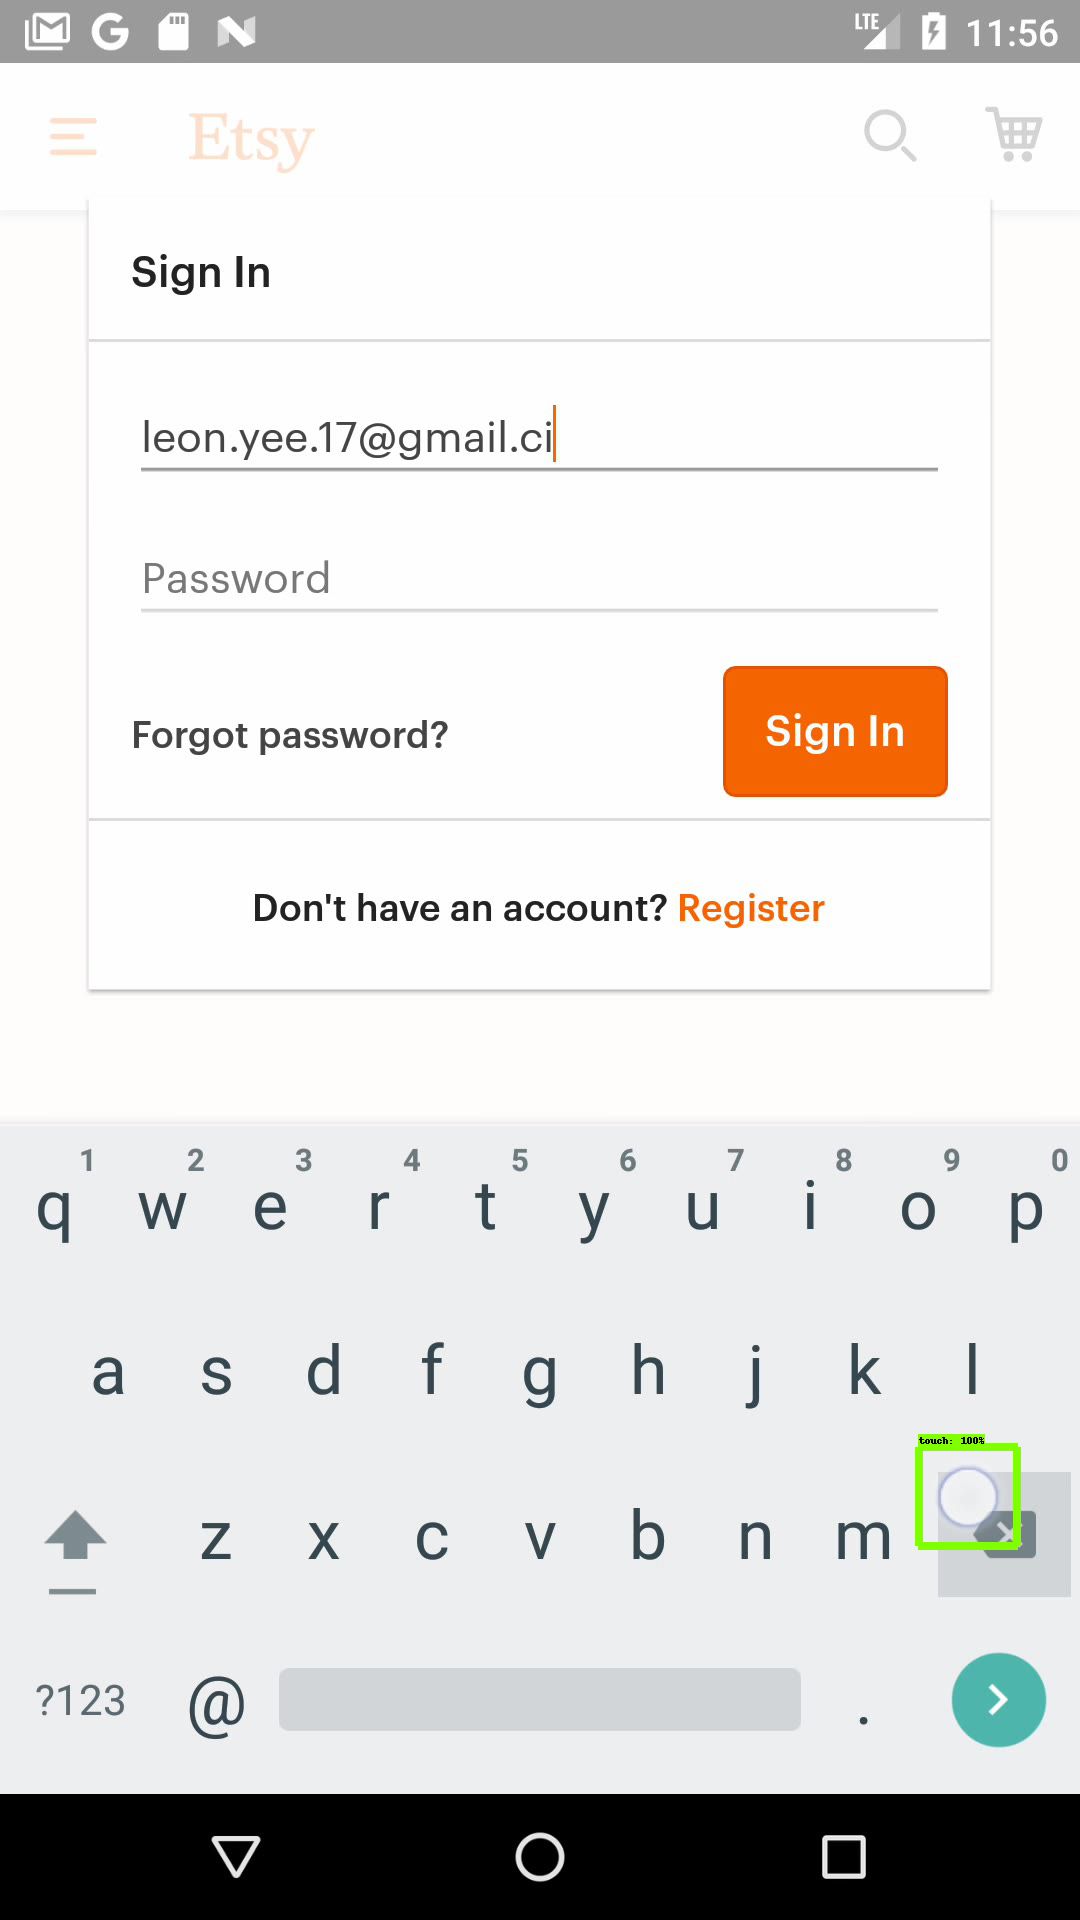 LTE 11:56
Etsy
Sign In
leon.yee.17@gmail.ci
Password
Forgot password?
Sign In
Don't have an account? Register
1 2 3 4 5 6 7 8 9 0
q w e r t y u i o p
a s d f g h j k l
touch: 100%
z x c v b n m
?123 @ .